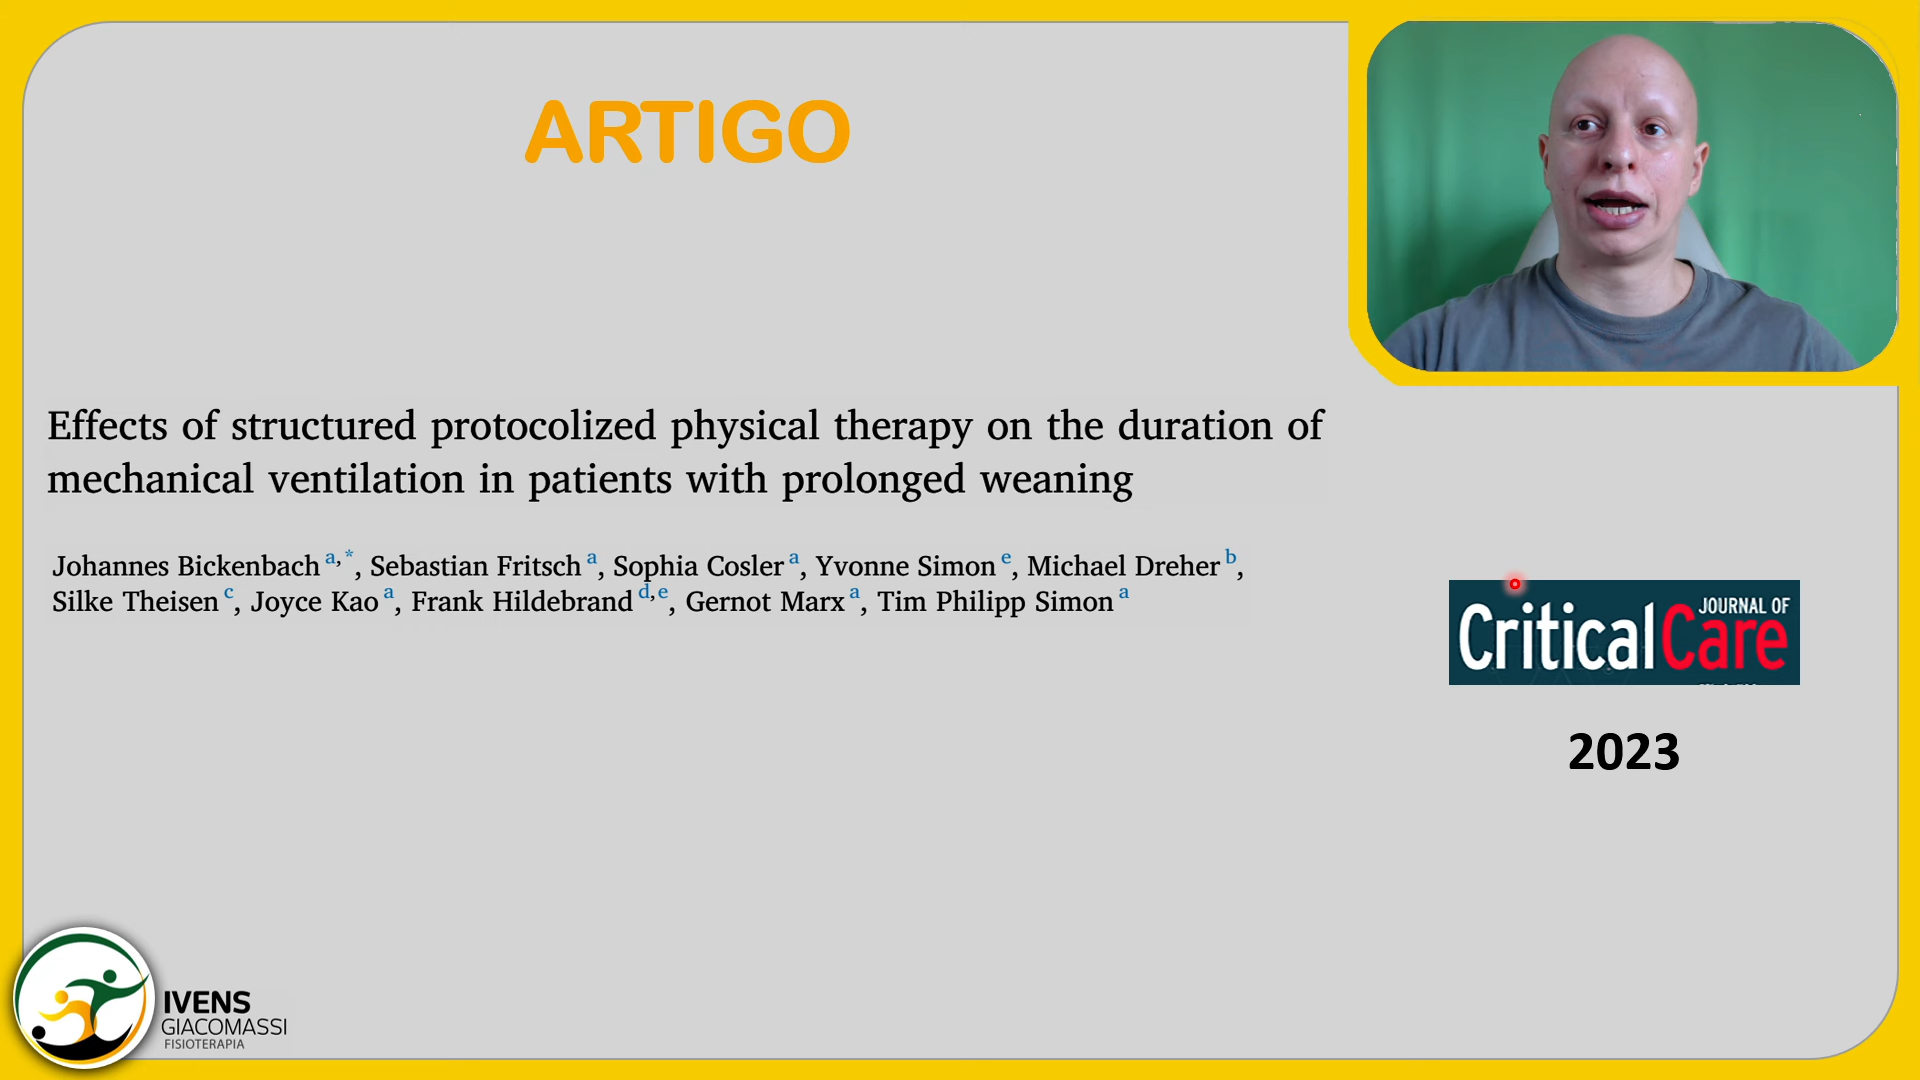 ARTIGO
Effects of structured protocolized physical therapy on the duration of
mechanical ventilation in patients with prolonged weaning
Johannes Bickenbach a,*, Sebastian Fritsch a, Sophia Cosler a, Yvonne Simon e, Michael Dreher b,
Silke Theisen c, Joyce Kao a, Frank Hildebrand d,e, Gernot Marx a, Tim Philipp Simon a
JOURNAL OF
CriticalCare
2023
IVENS
GIACOMASSI
FISIOTERAPIA